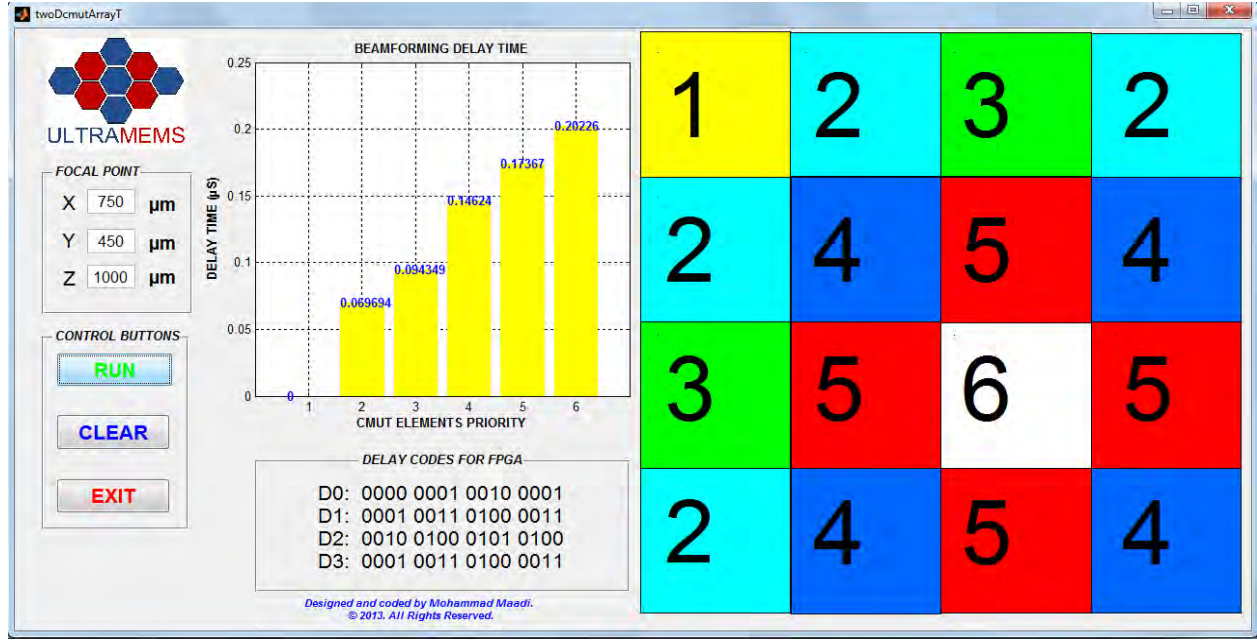 twoDcmutArrayT
ULTRAMEMS
FOCAL POINT
X 750 µm
Y 450 µm
Z 1000 µm
CONTROL BUTTONS
RUN
CLEAR
EXIT
BEAMFORMING DELAY TIME
DELAY TIME (µS)
0.25
0.2
0.15
0.1
0.05
0
0
0.069694
0.094349
0.14624
0.17367
0.20226
1 2 3 4 5 6
CMUT ELEMENTS PRIORITY
DELAY CODES FOR FPGA
D0: 0000 0001 0010 0001
D1: 0001 0011 0100 0011
D2: 0010 0100 0101 0100
D3: 0001 0011 0100 0011
Designed and coded by Mohammad Maadi.
© 2013. All Rights Reserved.
1 2 3 2
2 4 5 4
3 5 6 5
2 4 5 4